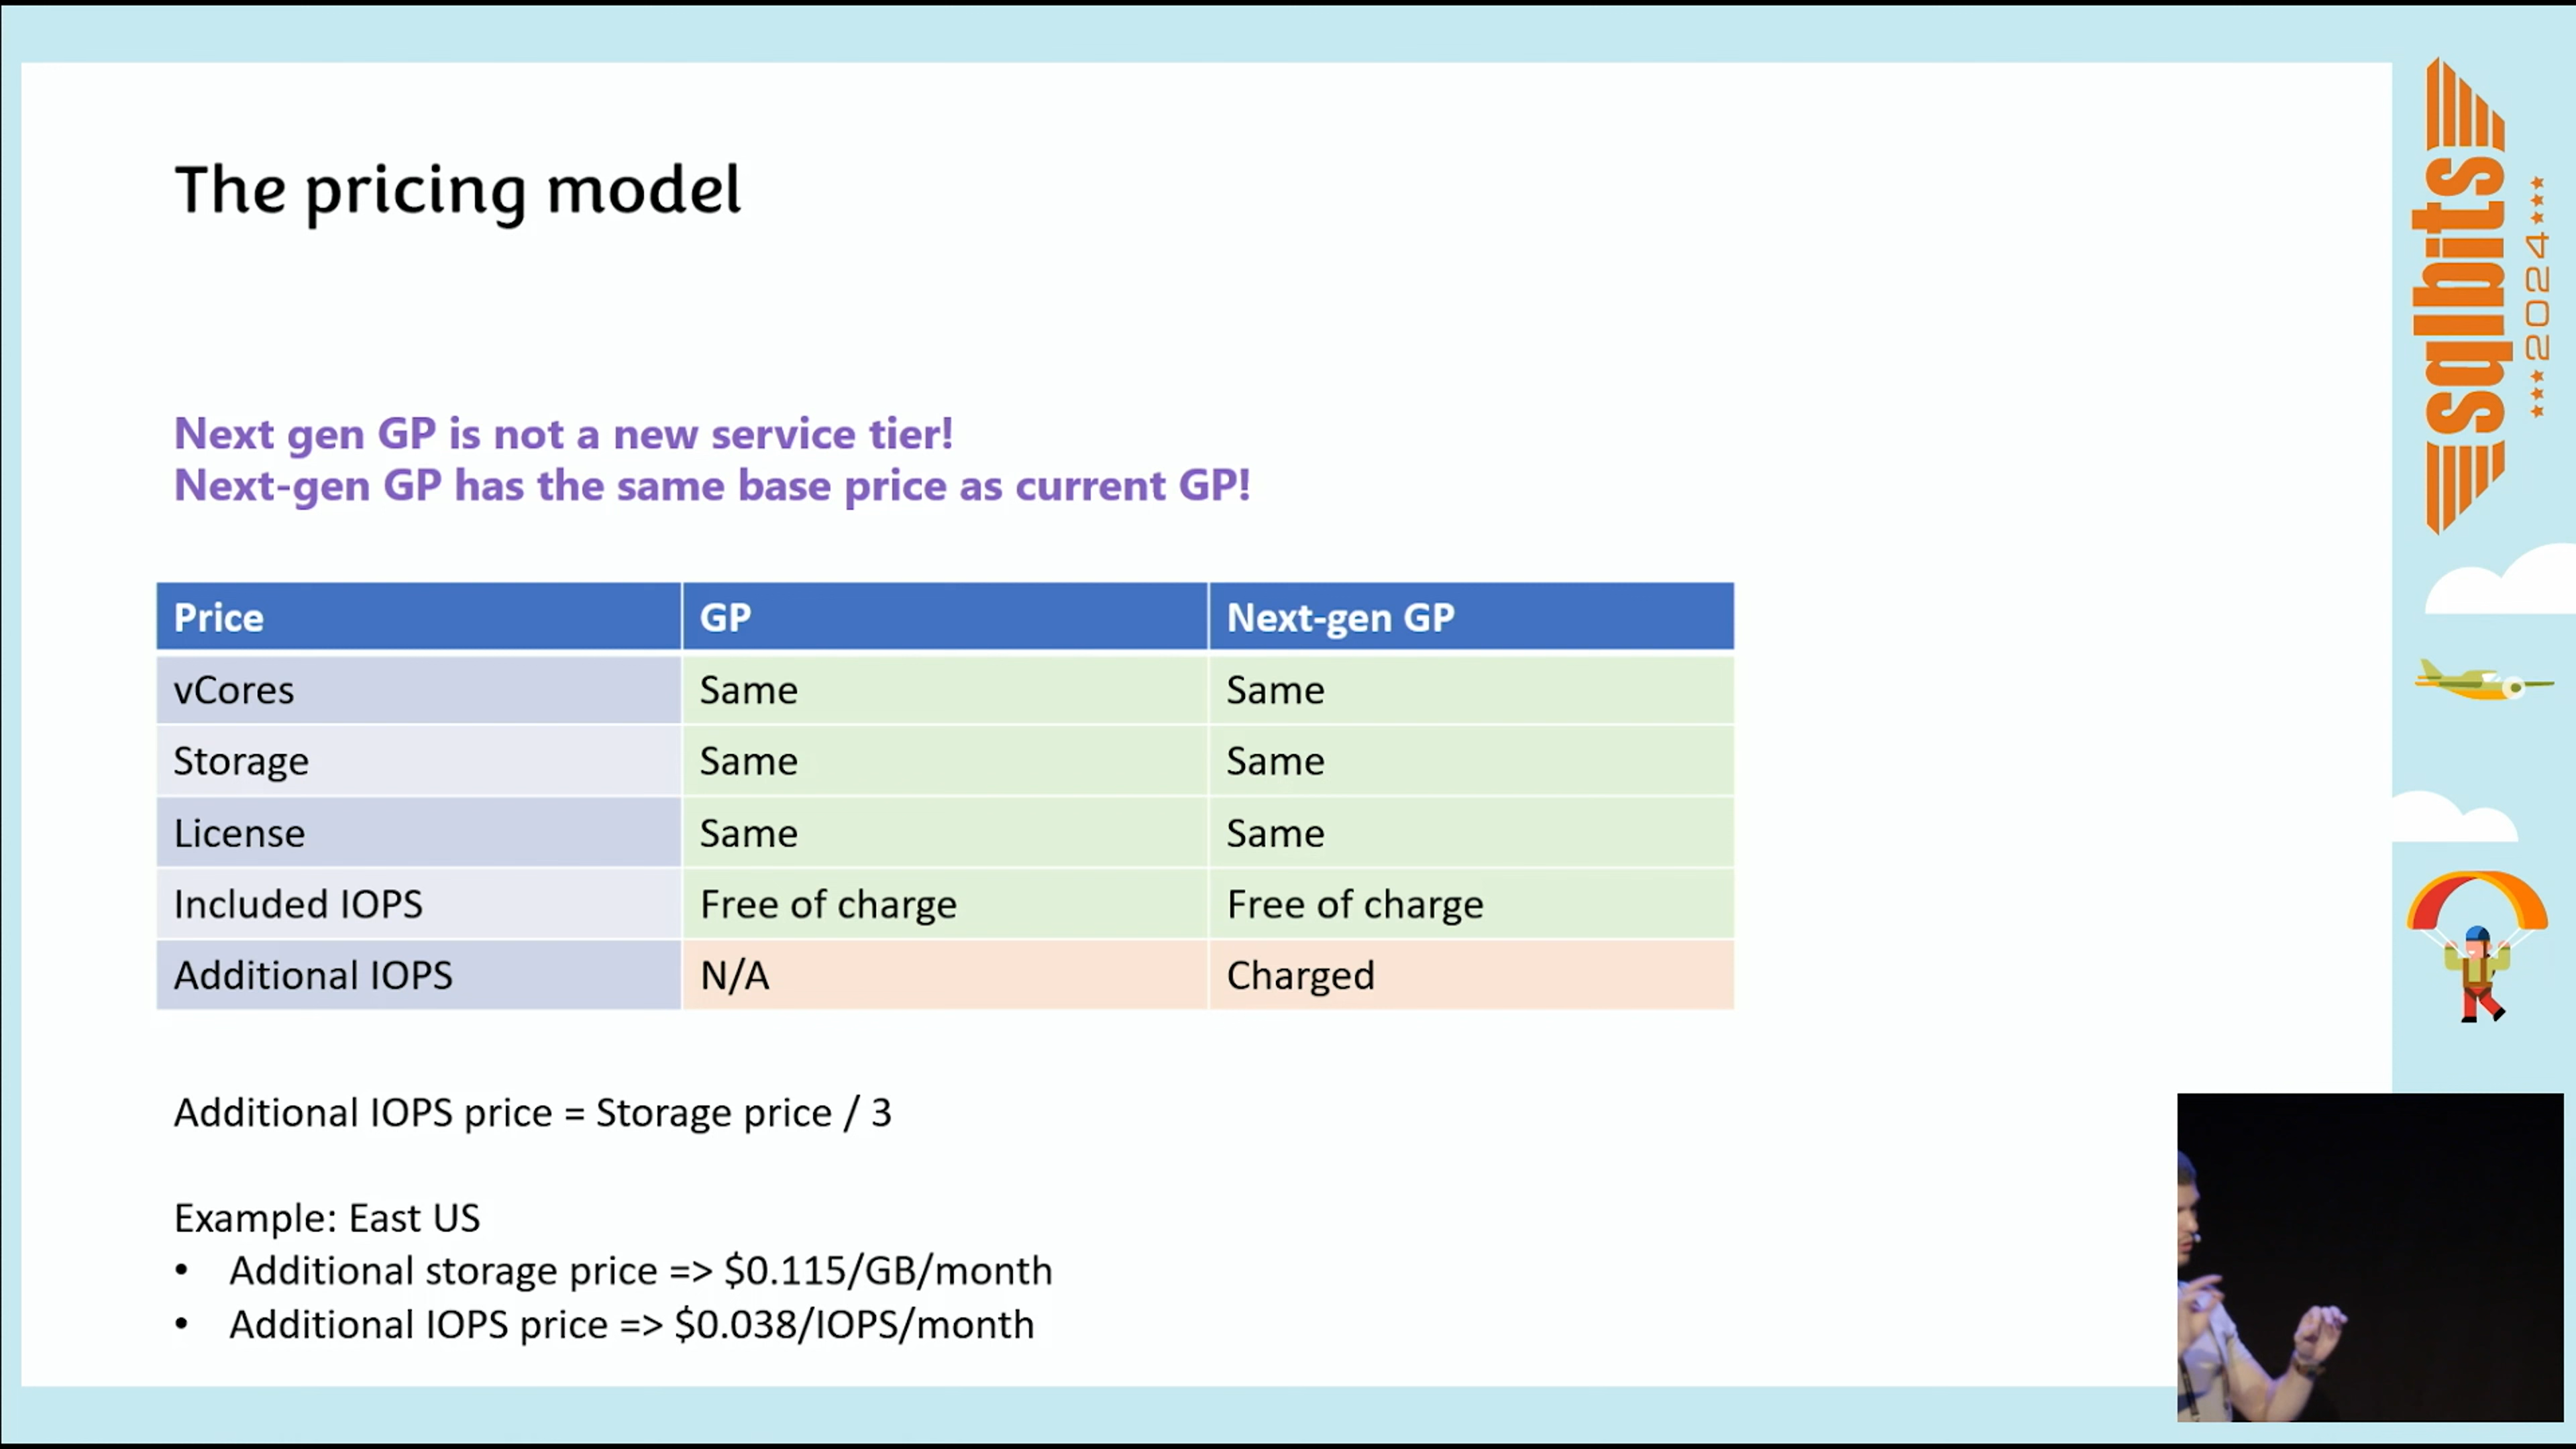 The pricing model
Next gen GP is not a new service tier!
Next-gen GP has the same base price as current GP!
Price GP Next-gen GP
vCores Same Same
Storage Same Same
License Same Same
Included IOPS Free of charge Free of charge
Additional IOPS N/A Charged
Additional IOPS price = Storage price / 3
Example: East US
• Additional storage price => $0.115/GB/month
• Additional IOPS price => $0.038/IOPS/month
sqlbits
2024